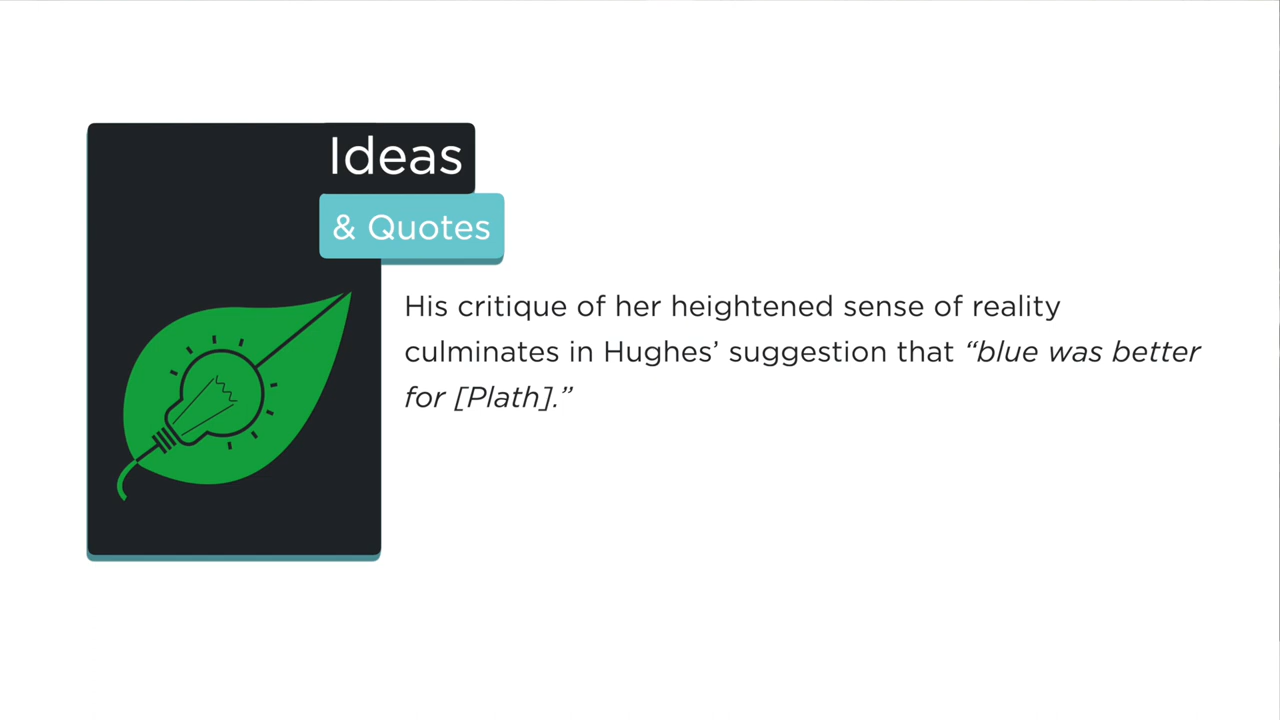 Ideas
& Quotes
His critique of her heightened sense of reality
culminates in Hughes’ suggestion that “blue was better
for [Plath].”